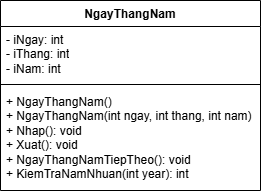 NgayThangNam
- iNgay: int
- iThang: int
- iNam: int
+ NgayThangNam()
+ NgayThangNam(int ngay, int thang, int nam)
+ Nhap(): void
+ Xuat(): void
+ NgayThangNamTiepTheo(): void
+ KiemTraNamNhuan(int year): int